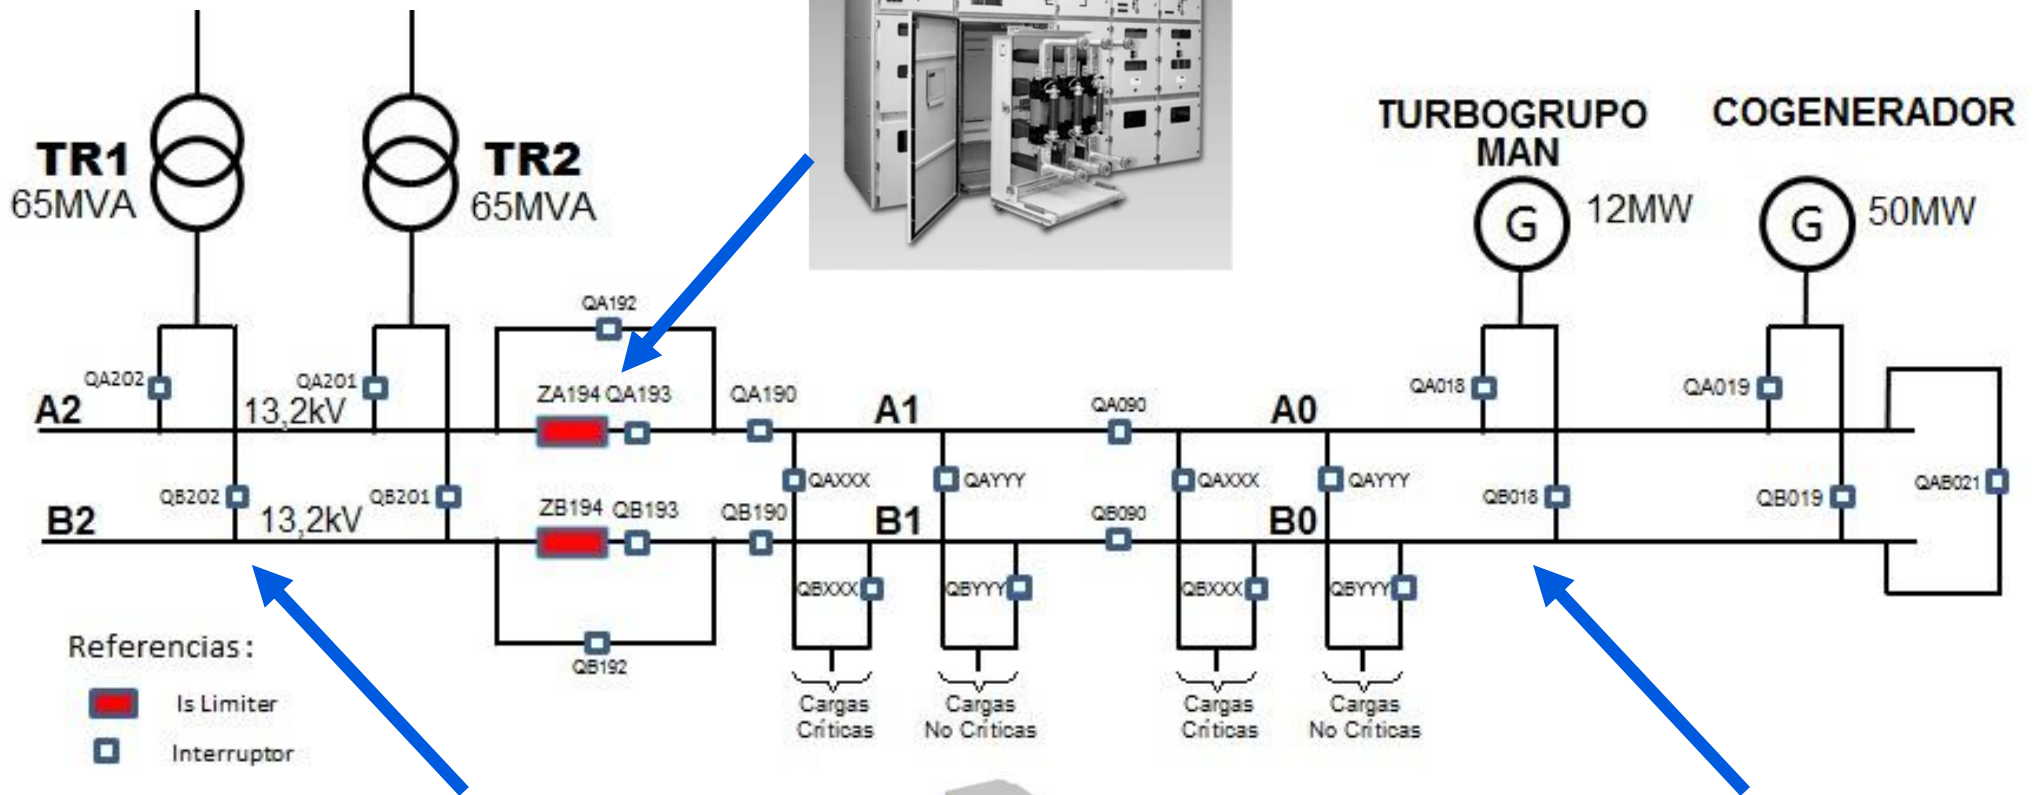 TR1
65MVA
TR2
65MVA
TURBOGRUPO
MAN
G
12MW
COGENERADOR
G
50MW
QA192
QA202
QA201
ZA194 QA193
QA190
QA090
QA018
QA019
A2
13,2kV
A1
A0
QAXXX
QAYYY
QAXXX
QAYYY
QAB021
QB202
QB201
QB018
QB019
B2
13,2kV
ZB194 QB193
QB190
B1
QB090
B0
QBXXX
QBYYY
QBXXX
QBYYY
QB192
Cargas
Críticas
Cargas
No Críticas
Cargas
Críticas
Cargas
No Críticas
Referencias:
Is Limiter
Interruptor